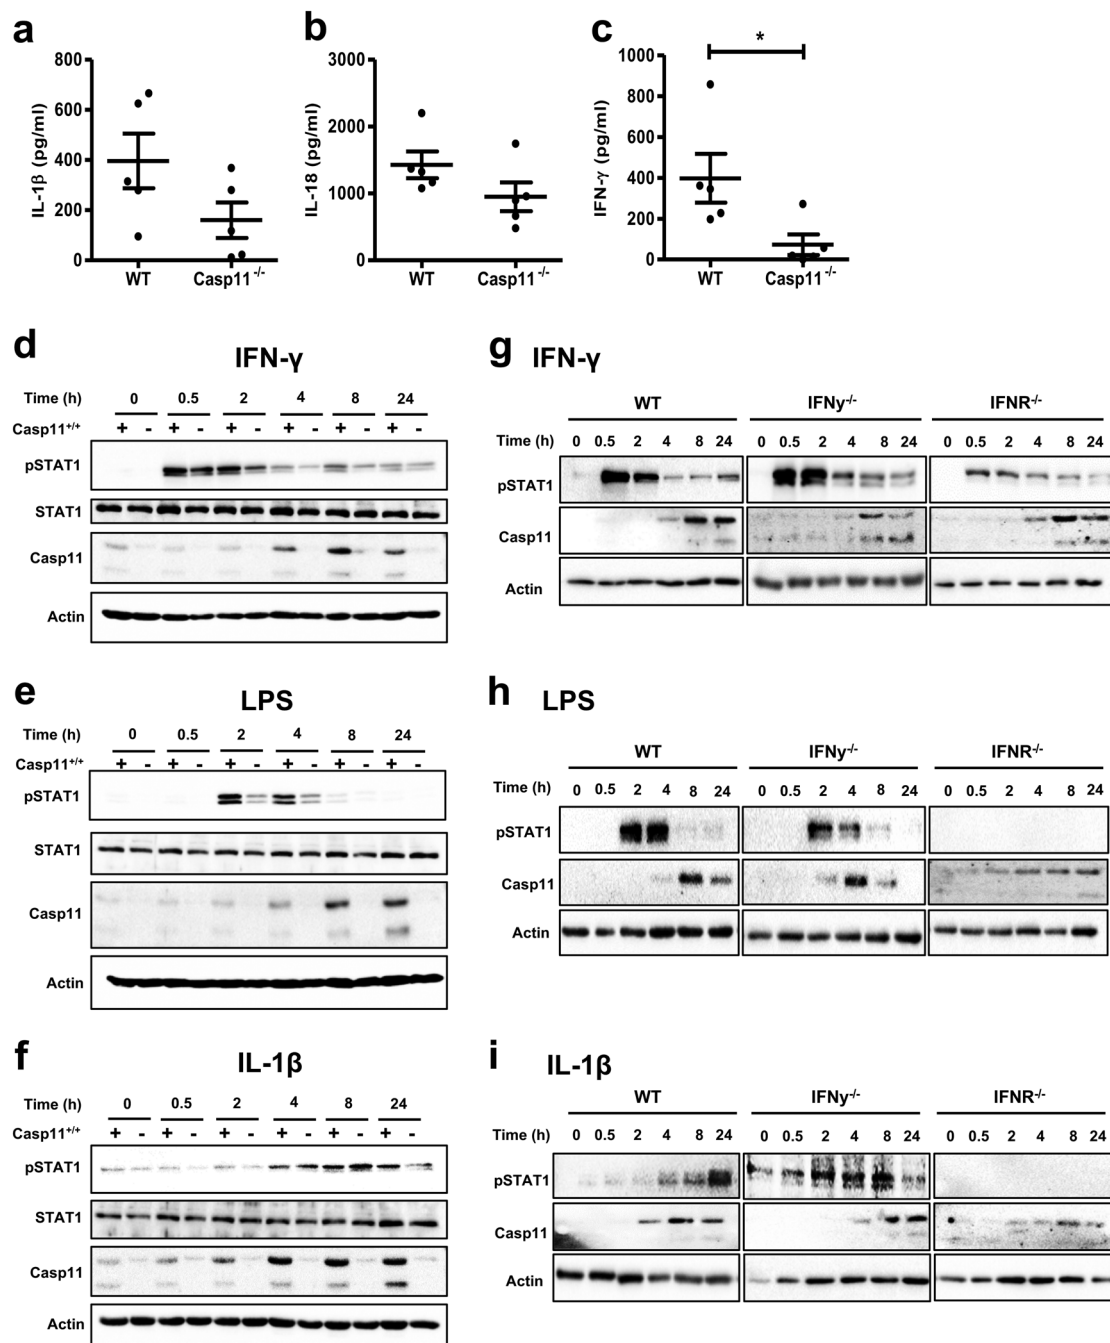 a
800
600
400
200
0
IL-1β (pg/ml)
WT
Casp11-/-
b
3000
2000
1000
0
IL-18 (pg/ml)
WT
Casp11-/-
c
*
1000
800
600
400
200
0
IFN-γ (pg/ml)
WT
Casp11-/-
d
IFN-γ
Time (h) 0 0.5 2 4 8 24
Casp11+/+ + - + - + - + - + - + -
pSTAT1
STAT1
Casp11
Actin
e
LPS
Time (h) 0 0.5 2 4 8 24
Casp11+/+ + - + - + - + - + - + -
pSTAT1
STAT1
Casp11
Actin
f
IL-1β
Time (h) 0 0.5 2 4 8 24
Casp11+/+ + - + - + - + - + - + -
pSTAT1
STAT1
Casp11
Actin
g IFN-γ
WT IFNy-/- IFNR-/-
Time (h) 0 0.5 2 4 8 24 0 0.5 2 4 8 24 0 0.5 2 4 8 24
pSTAT1
Casp11
Actin
h LPS
WT IFNy-/- IFNR-/-
Time (h) 0 0.5 2 4 8 24 0 0.5 2 4 8 24 0 0.5 2 4 8 24
pSTAT1
Casp11
Actin
i IL-1β
WT IFNy-/- IFNR-/-
Time (h) 0 0.5 2 4 8 24 0 0.5 2 4 8 24 0 0.5 2 4 8 24
pSTAT1
Casp11
Actin